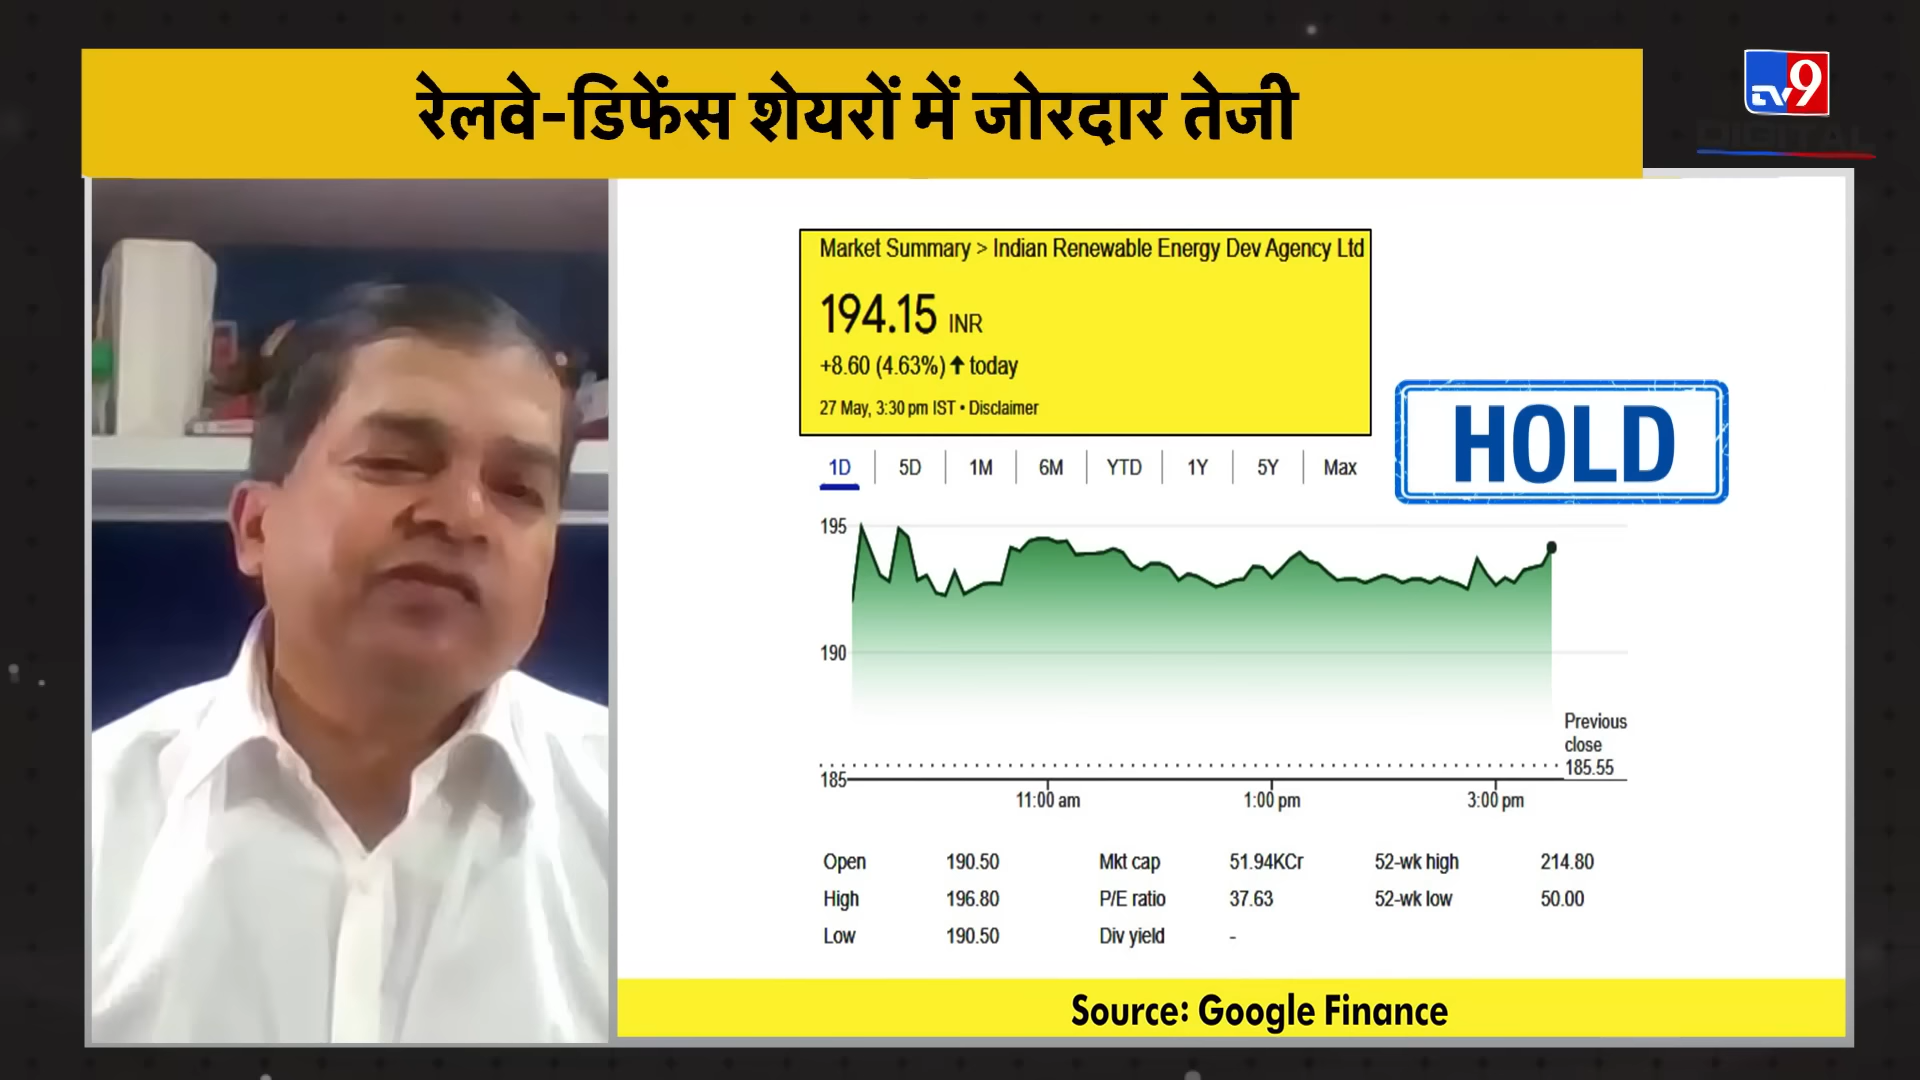 रेलवे-डिफेंस शेयरों में जोरदार तेजी
TV9
DIGITAL
Market Summary > Indian Renewable Energy Dev Agency Ltd
194.15 INR
+8.60 (4.63%) ↑ today
27 May, 3:30 pm IST • Disclaimer
1D 5D 1M 6M YTD 1Y 5Y Max
HOLD
195
190
Previous
close
185.55
185
11:00 am 1:00 pm 3:00 pm
Open 190.50 Mkt cap 51.94KCr 52-wk high 214.80
High 196.80 P/E ratio 37.63 52-wk low 50.00
Low 190.50 Div yield -
Source: Google Finance